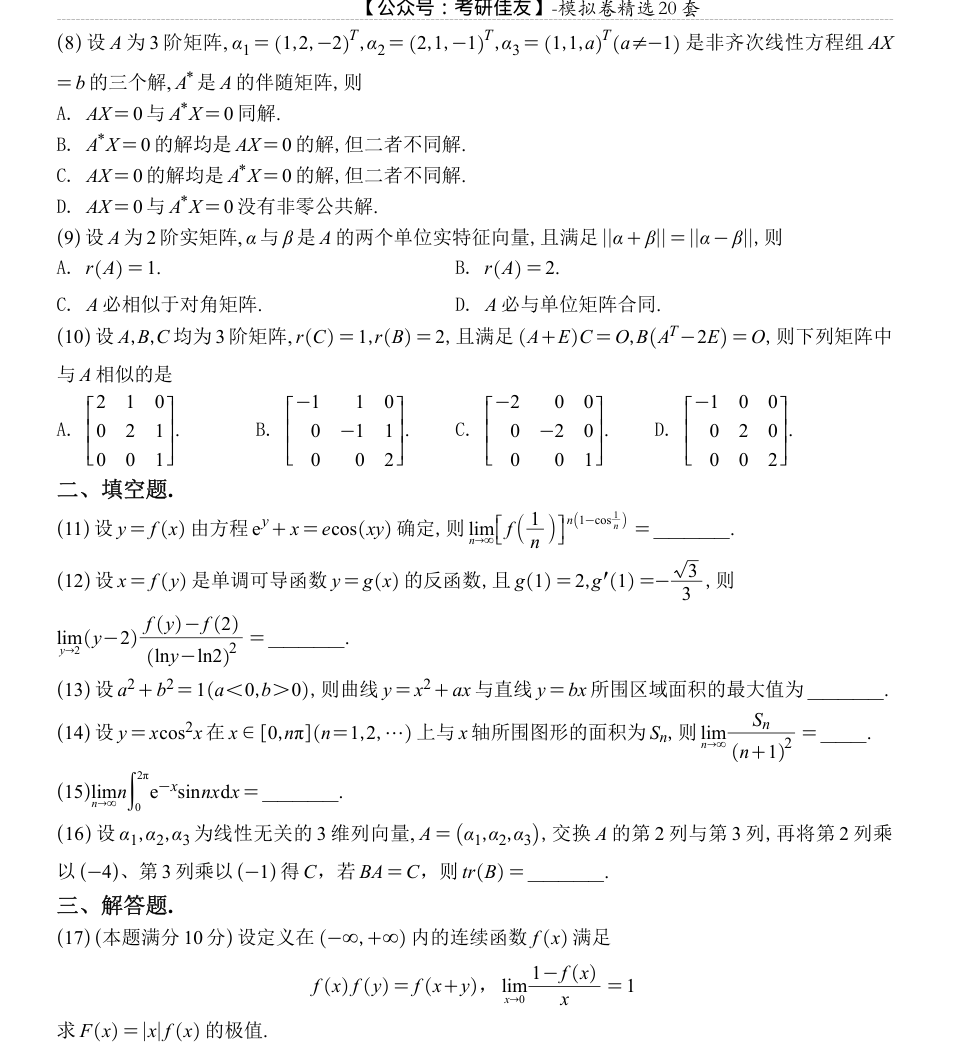 【公众号：考研佳友】-模拟卷精选20套
(8) 设 A 为 3 阶矩阵, α₁ = (1,2,−2)ᵀ, α₂ = (2,1,−1)ᵀ, α₃ = (1,1,a)ᵀ (a≠−1) 是非齐次线性方程组 AX
= b 的三个解, A* 是 A 的伴随矩阵, 则
A. AX = 0 与 A*X = 0 同解.
B. A*X = 0 的解均是 AX = 0 的解, 但二者不同解.
C. AX = 0 的解均是 A*X = 0 的解, 但二者不同解.
D. AX = 0 与 A*X = 0 没有非零公共解.
(9) 设 A 为 2 阶实矩阵, α 与 β 是 A 的两个单位实特征向量, 且满足 ||α + β|| = ||α − β||, 则
A. r(A) = 1. B. r(A) = 2.
C. A 必相似于对角矩阵. D. A 必与单位矩阵合同.
(10) 设 A,B,C 均为 3 阶矩阵, r(C) = 1, r(B) = 2, 且满足 (A+E)C = O, B(Aᵀ − 2E) = O, 则下列矩阵中
与 A 相似的是
A. [2 1 0; 0 2 1; 0 0 1]. B. [−1 1 0; 0 −1 1; 0 0 2]. C. [−2 0 0; 0 −2 0; 0 0 1]. D. [−1 0 0; 0 2 0; 0 0 2].
二、填空题.
(11) 设 y = f(x) 由方程 e^y + x = ecos(xy) 确定, 则 lim_{n→∞} [f(1/n)]^{n(1−cos 1/n)} = ________.
(12) 设 x = f(y) 是单调可导函数 y = g(x) 的反函数, 且 g(1) = 2, g′(1) = −√3/3, 则
lim_{y→2} (y−2) (f(y) − f(2))/(lny − ln2)² = ________.
(13) 设 a² + b² = 1 (a<0, b>0), 则曲线 y = x² + ax 与直线 y = bx 所围区域面积的最大值为 ________.
(14) 设 y = xcos²x 在 x ∈ [0, nπ] (n = 1,2, ⋯) 上与 x 轴所围图形的面积为 Sₙ, 则 lim_{n→∞} Sₙ/(n+1)² = _____.
(15) lim_{n→∞} n∫₀^{2π} e^{−x} sinnxdx = ________.
(16) 设 α₁, α₂, α₃ 为线性无关的 3 维列向量, A = (α₁, α₂, α₃), 交换 A 的第 2 列与第 3 列, 再将第 2 列乘
以 (−4)、第 3 列乘以 (−1) 得 C，若 BA = C，则 tr(B) = ________.
三、解答题.
(17) (本题满分 10 分) 设定义在 (−∞, +∞) 内的连续函数 f(x) 满足
f(x) f(y) = f(x+y)， lim_{x→0} (1 − f(x))/x = 1
求 F(x) = |x| f(x) 的极值.